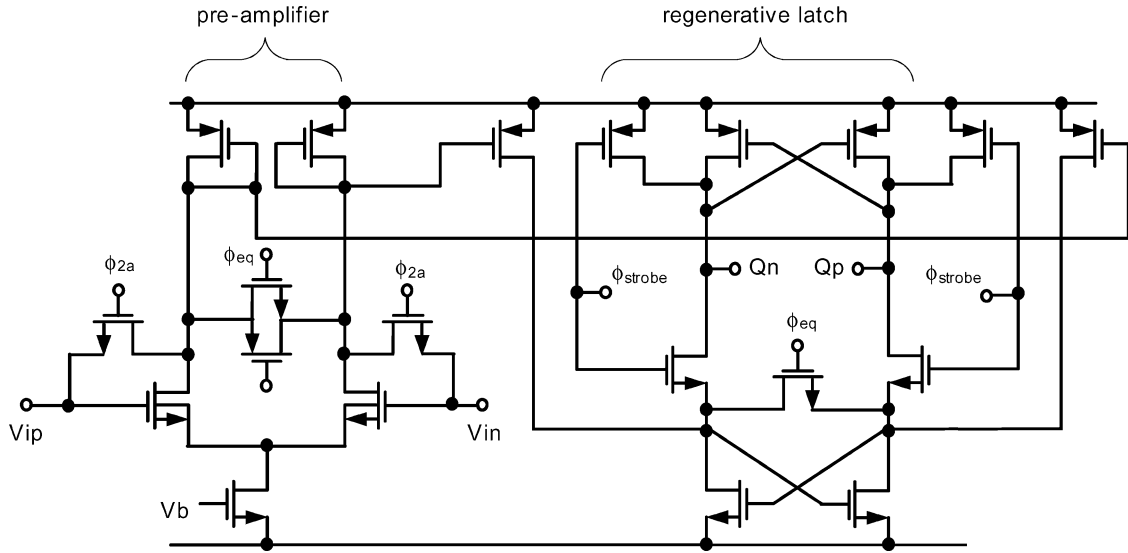 pre-amplifier
regenerative latch
ϕ2a
ϕeq
ϕ2a
ϕstrobe
Qn
Qp
ϕstrobe
ϕeq
Vip
Vin
Vb